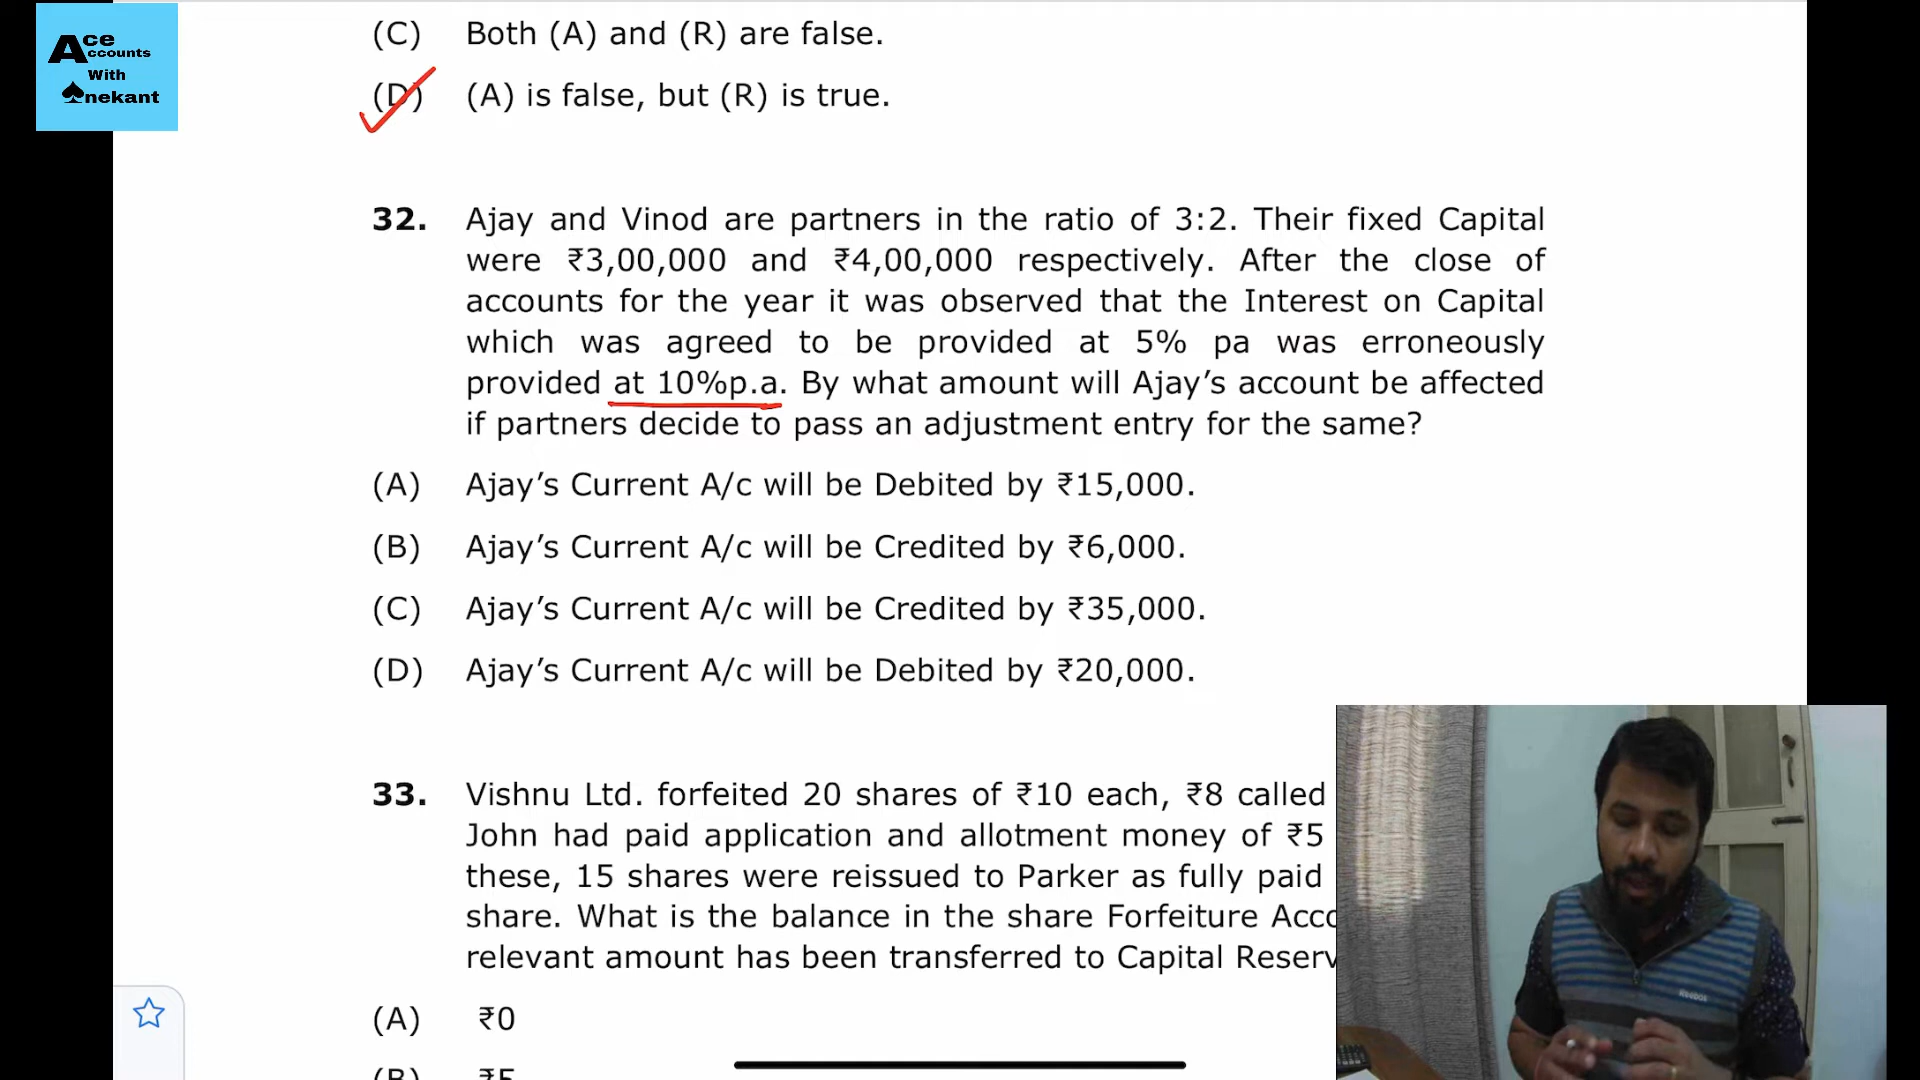 Ace
Accounts
With
Anekant
(C) Both (A) and (R) are false.
(D) (A) is false, but (R) is true.
32. Ajay and Vinod are partners in the ratio of 3:2. Their fixed Capital
were ₹3,00,000 and ₹4,00,000 respectively. After the close of
accounts for the year it was observed that the Interest on Capital
which was agreed to be provided at 5% pa was erroneously
provided at 10%p.a. By what amount will Ajay’s account be affected
if partners decide to pass an adjustment entry for the same?
(A) Ajay’s Current A/c will be Debited by ₹15,000.
(B) Ajay’s Current A/c will be Credited by ₹6,000.
(C) Ajay’s Current A/c will be Credited by ₹35,000.
(D) Ajay’s Current A/c will be Debited by ₹20,000.
33. Vishnu Ltd. forfeited 20 shares of ₹10 each, ₹8 called
John had paid application and allotment money of ₹5
these, 15 shares were reissued to Parker as fully paid
share. What is the balance in the share Forfeiture
relevant amount has been transferred to Capital
(A) ₹0
(B) ₹5